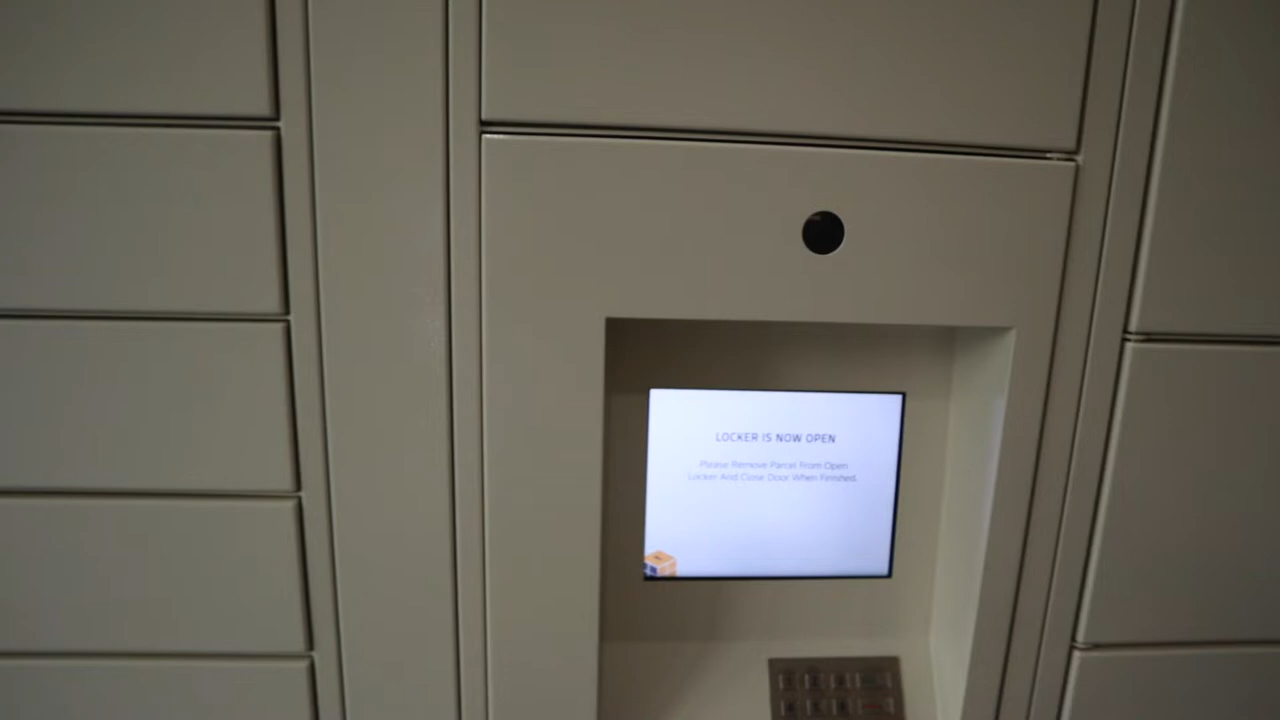 LOCKER IS NOW OPEN
Please Remove Parcel From Open
Locker And Close Door When Finished.